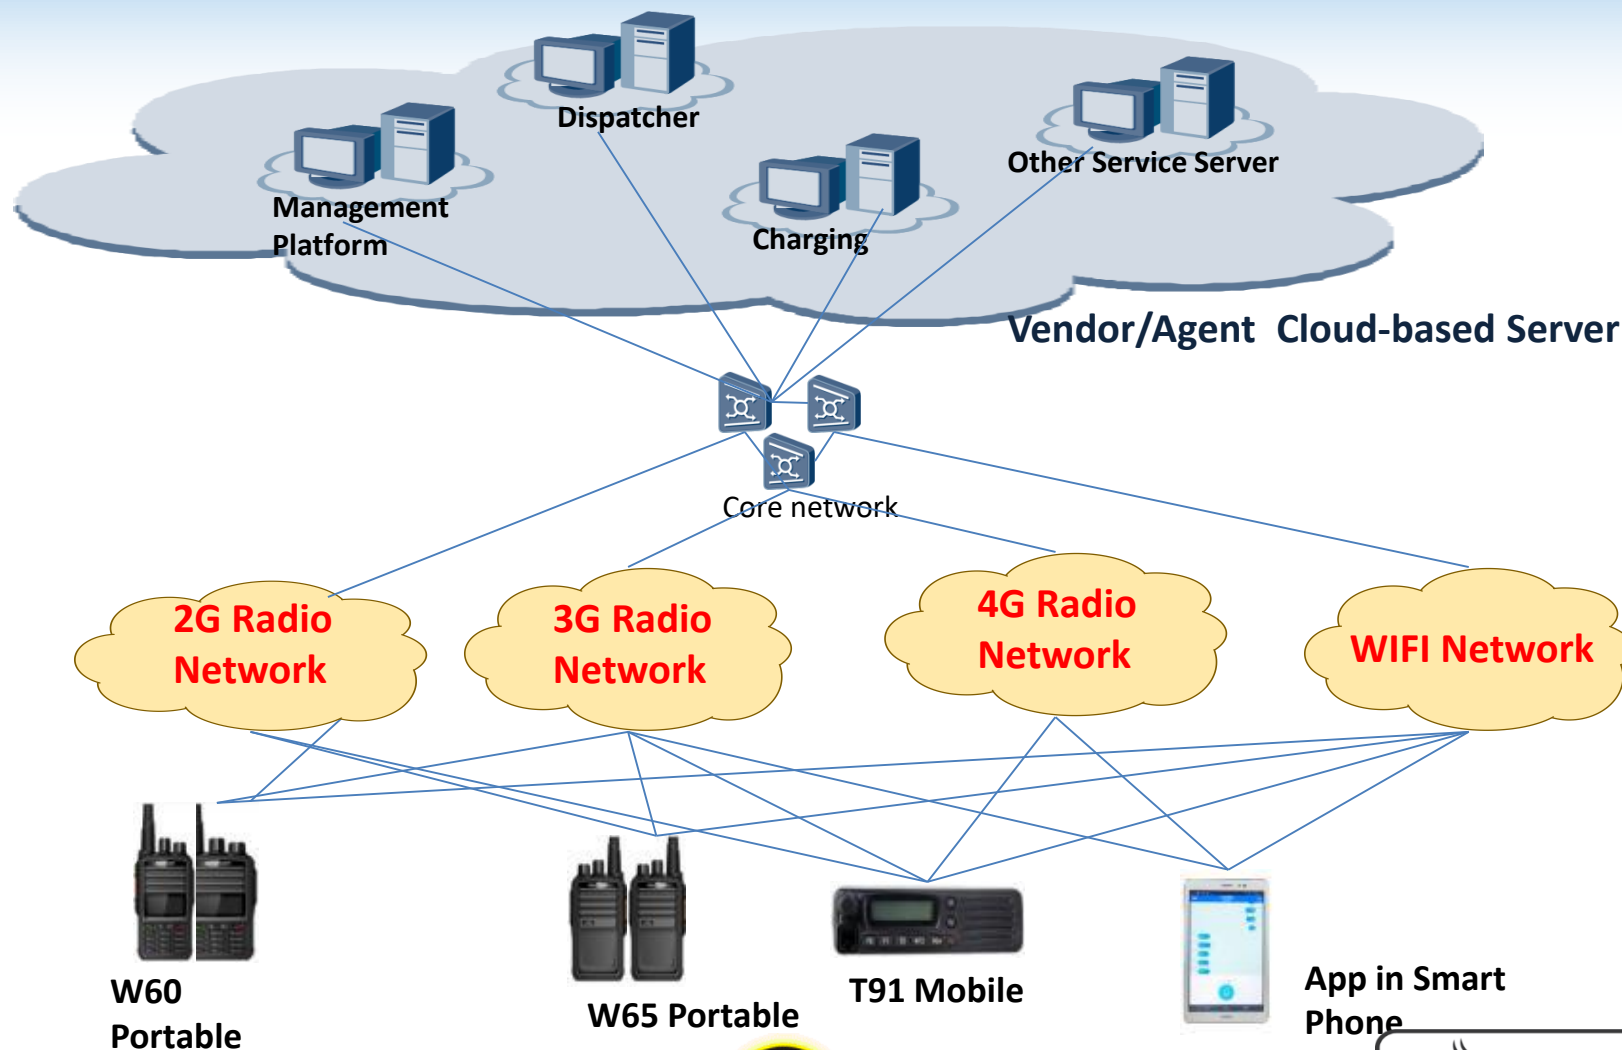 Dispatcher
Other Service Server
Management
Platform
Charging
Vendor/Agent  Cloud-based Server
Core network
2G Radio
Network
3G Radio
Network
4G Radio
Network
WIFI Network
W60
Portable
W65 Portable
T91 Mobile
App in Smart
Phone